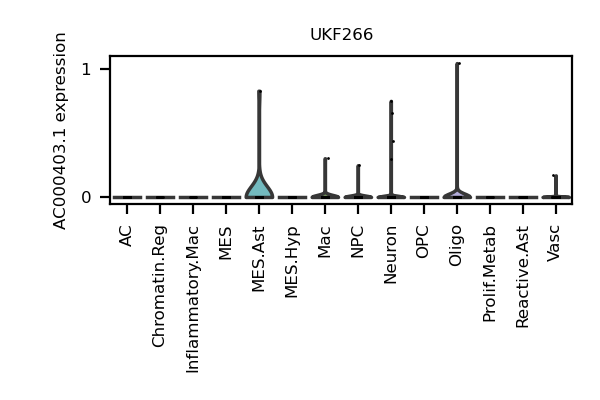 UKF266
AC000403.1 expression
1
0
AC
Chromatin.Reg
Inflammatory.Mac
MES
MES.Ast
MES.Hyp
Mac
NPC
Neuron
OPC
Oligo
Prolif.Metab
Reactive.Ast
Vasc